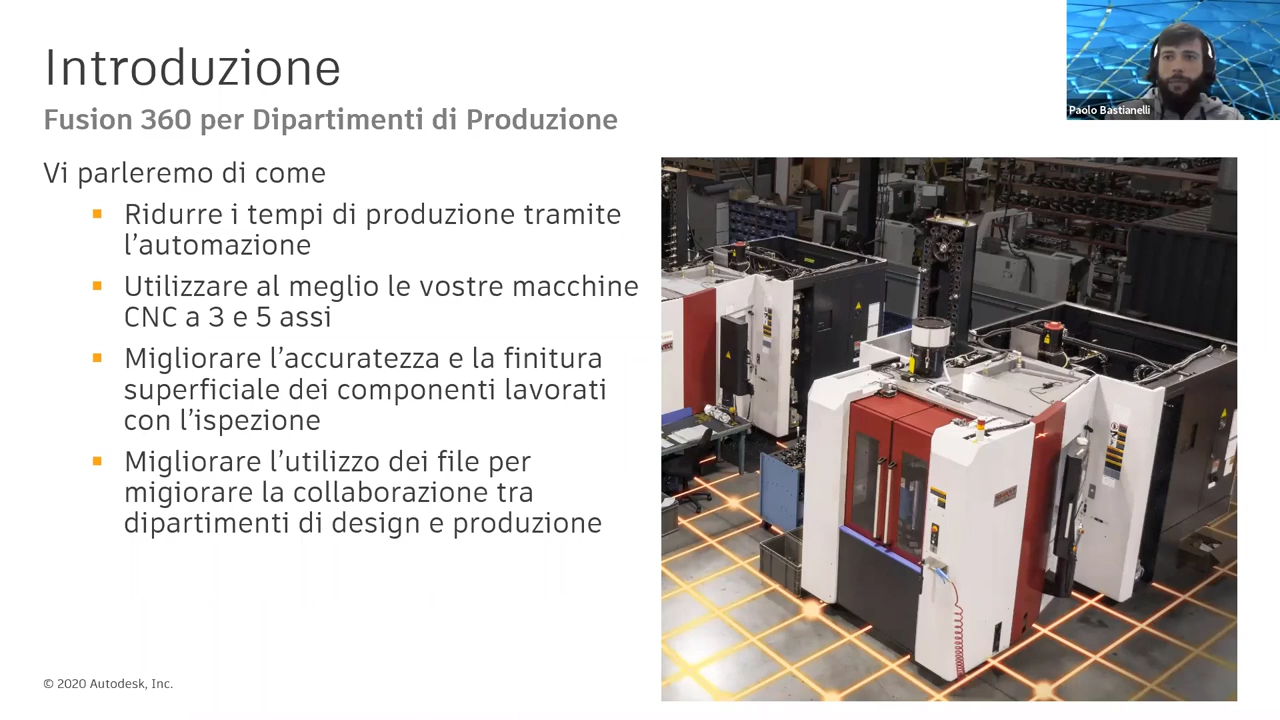 Introduzione
Fusion 360 per Dipartimenti di Produzione
Paolo Bastianelli
Vi parleremo di come
▪ Ridurre i tempi di produzione tramite
l’automazione
▪ Utilizzare al meglio le vostre macchine
CNC a 3 e 5 assi
▪ Migliorare l’accuratezza e la finitura
superficiale dei componenti lavorati
con l’ispezione
▪ Migliorare l’utilizzo dei file per
migiorare la collaborazione tra
dipartimenti di design e produzione
© 2020 Autodesk, Inc.